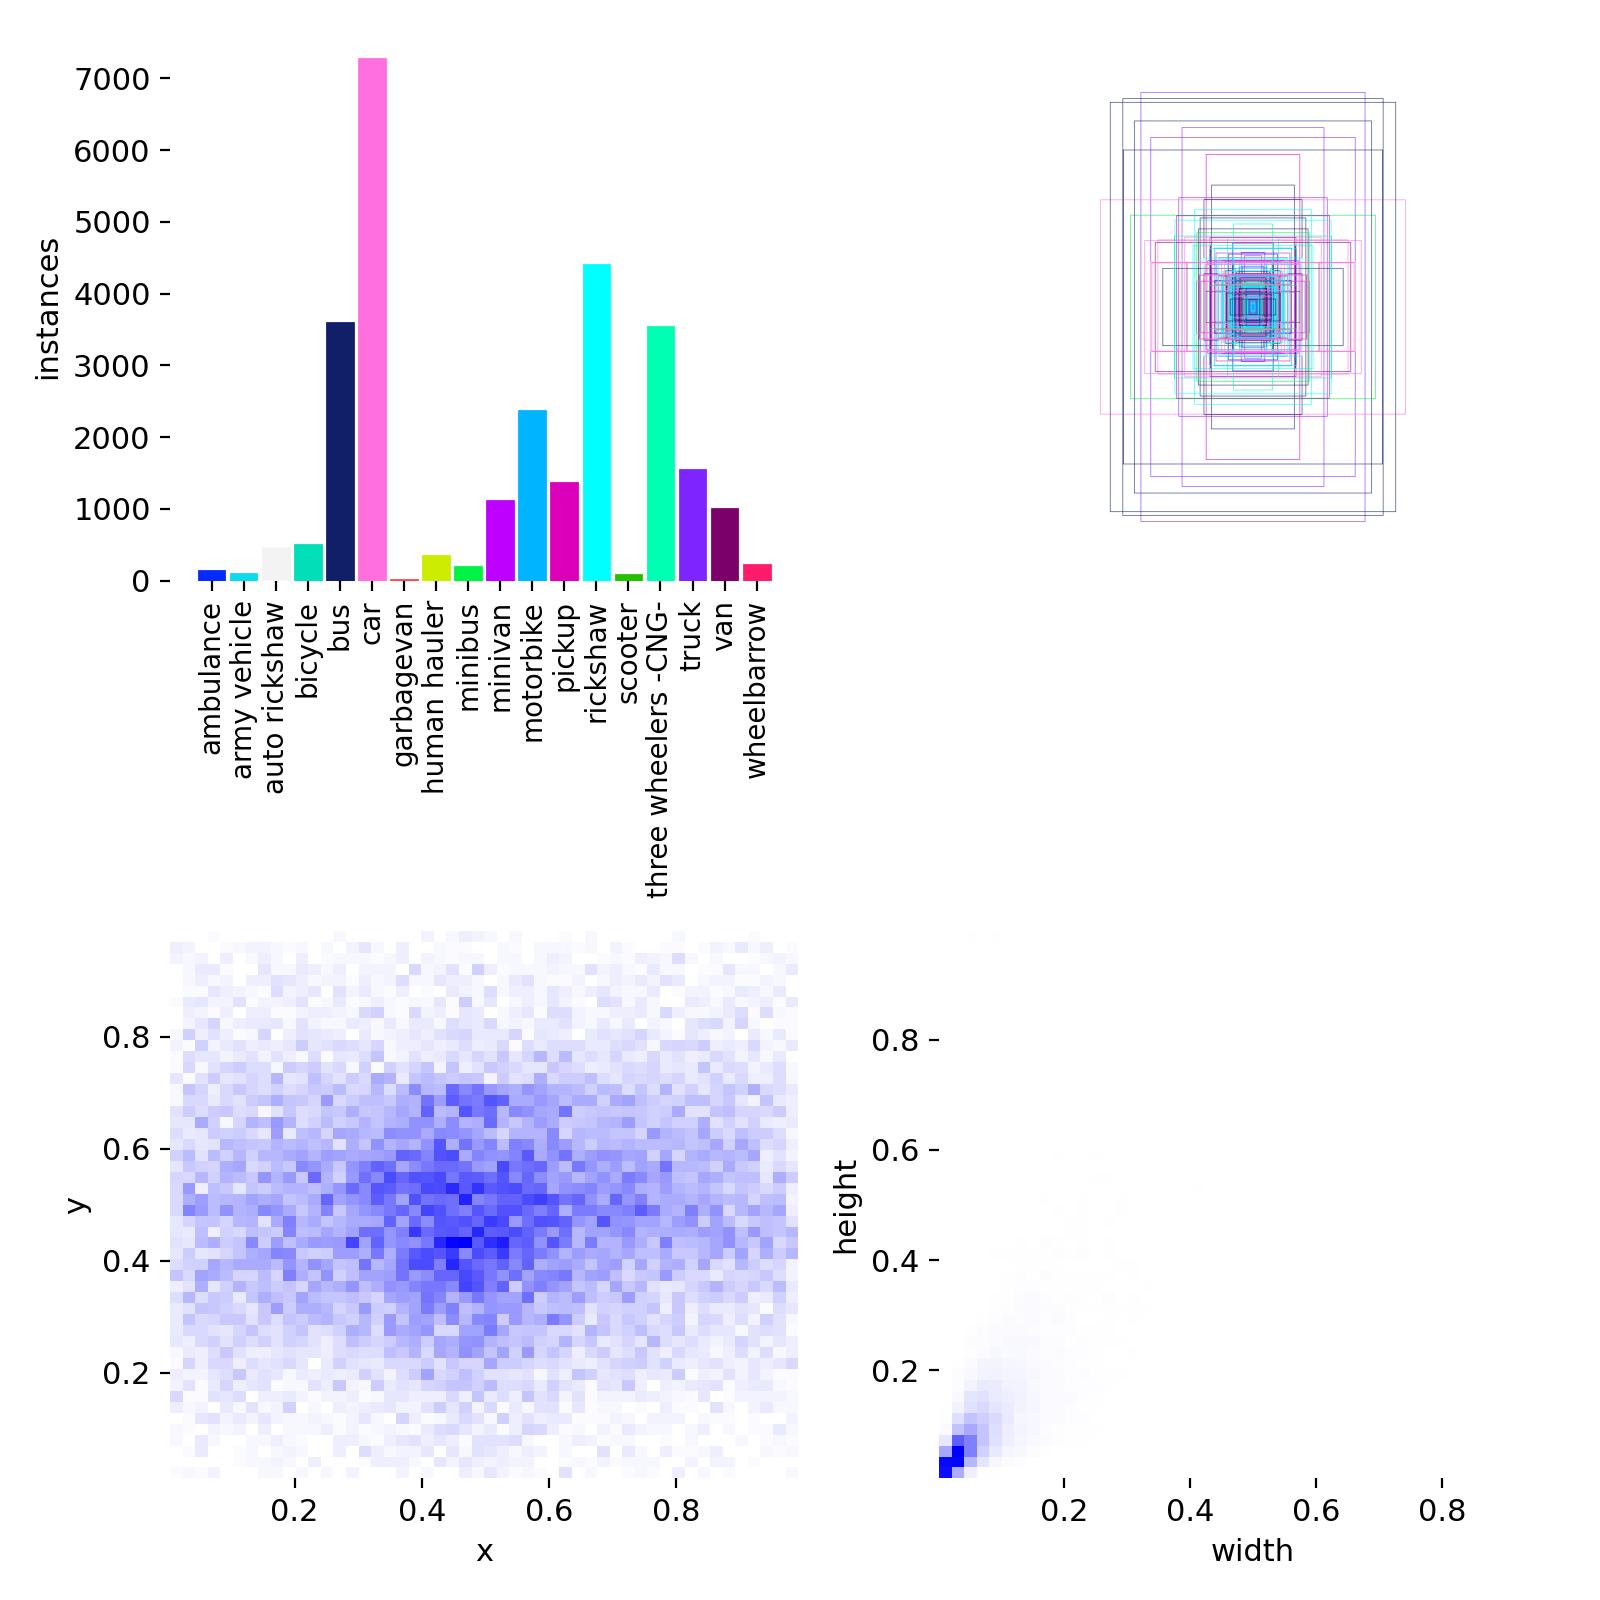 7000
6000
5000
4000
3000
2000
1000
0
instances
ambulance
army vehicle
auto rickshaw
bicycle
bus
car
garbagevan
human hauler
minibus
minivan
motorbike
pickup
rickshaw
scooter
three wheelers -CNG-
truck
van
wheelbarrow
0.8
0.6
0.4
0.2
y
0.2
0.4
0.6
0.8
x
0.8
0.6
0.4
0.2
height
0.2
0.4
0.6
0.8
width